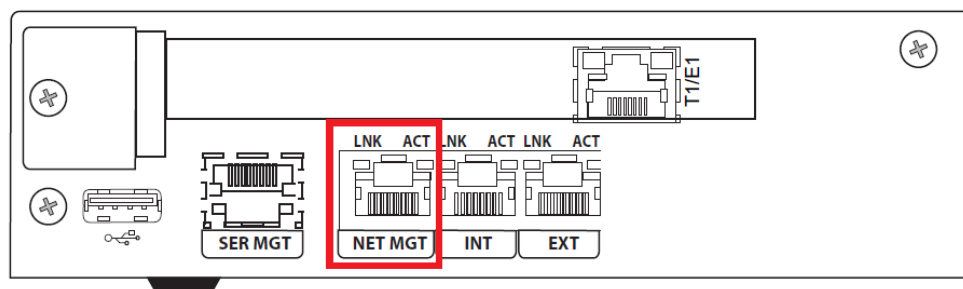 T1/E1
LNK ACT LNK ACT LNK ACT
SER MGT NET MGT INT EXT